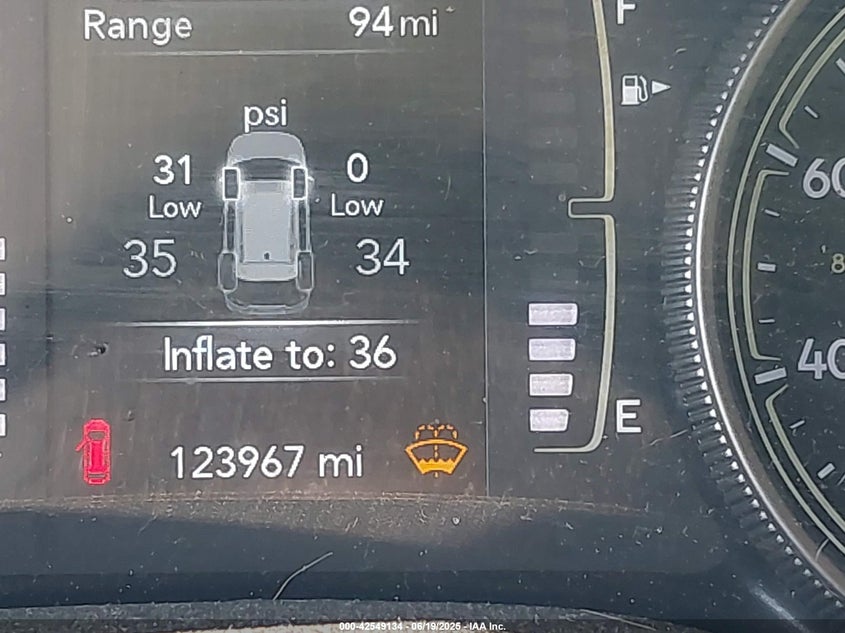 Range 94 mi
F
psi
31 0
Low Low
35 34
Inflate to: 36
E
123967 mi
60
8
40
000-42549134 - 06/19/2025 - IAA Inc.